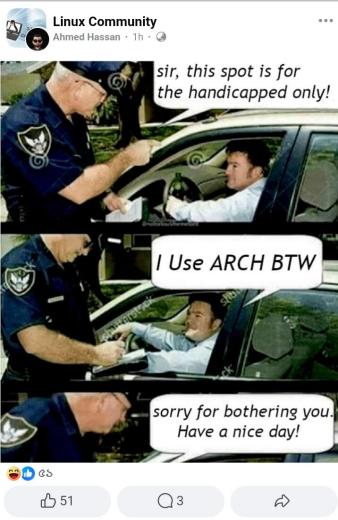 Linux Community
Ahmed Hassan · 1h ·
sir, this spot is for
the handicapped only!
I Use ARCH BTW
sorry for bothering you.
Have a nice day!
51
3